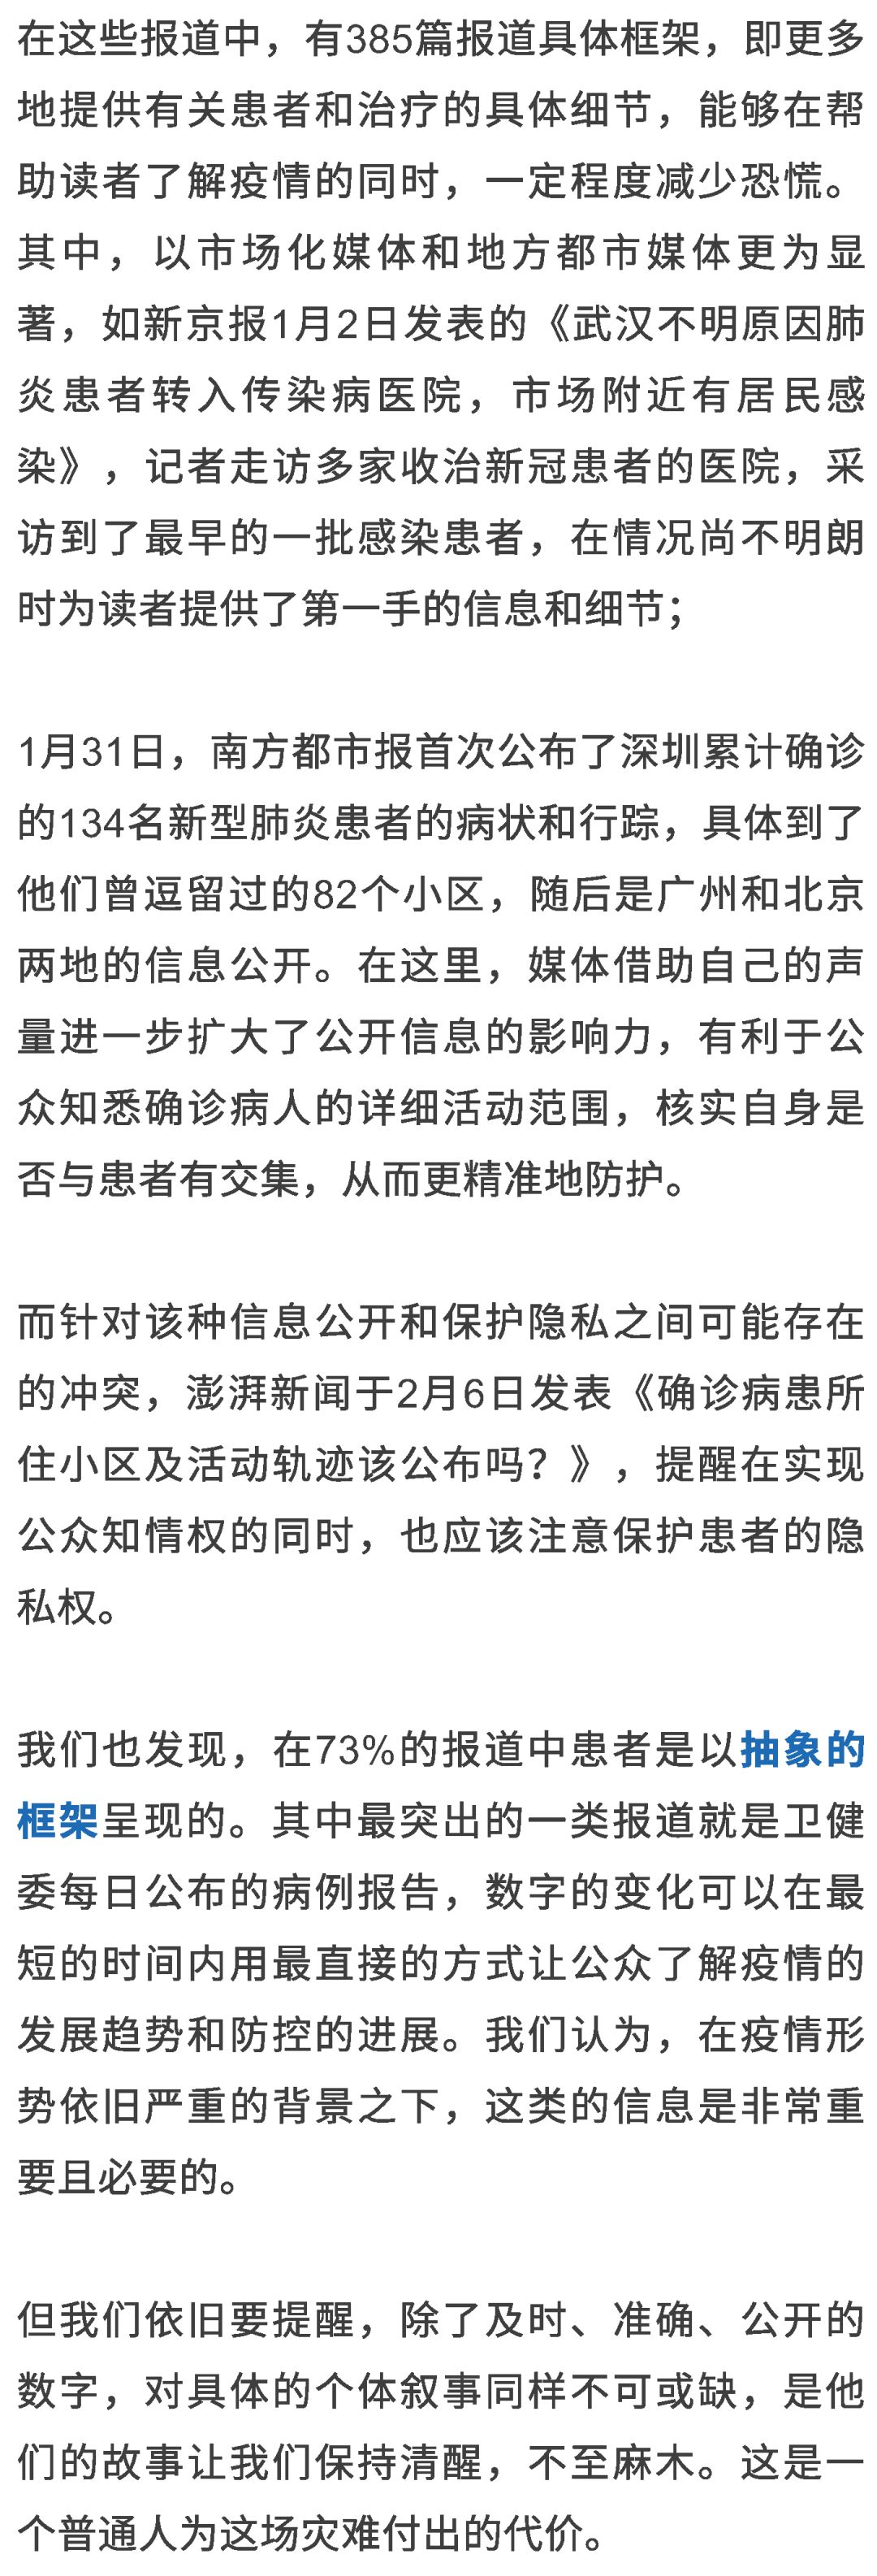 在这些报道中，有385篇报道具体框架，即更多
地提供有关患者和治疗的具体细节，能够在帮
助读者了解疫情的同时，一定程度减少恐慌。
其中，以市场化媒体和地方都市媒体更为显
著，如新京报1月2日发表的《武汉不明原因肺
炎患者转入传染病医院，市场附近有居民感
染》，记者走访多家收治新冠患者的医院，采
访到了最早的一批感染患者，在情况尚不明朗
时为读者提供了第一手的信息和细节；
1月31日，南方都市报首次公布了深圳累计确诊
的134名新型肺炎患者的病状和行踪，具体到了
他们曾逗留过的82个小区，随后是广州和北京
两地的信息公开。在这里，媒体借助自己的声
量进一步扩大了公开信息的影响力，有利于公
众知悉确诊病人的详细活动范围，核实自身是
否与患者有交集，从而更精准地防护。
而针对该种信息公开和保护隐私之间可能存在
的冲突，澎湃新闻于2月6日发表《确诊病患所
住小区及活动轨迹该公布吗？》，提醒在实现
公众知情权的同时，也应该注意保护患者的隐
私权。
我们也发现，在73%的报道中患者是以抽象的
框架呈现的。其中最突出的一类报道就是卫健
委每日公布的病例报告，数字的变化可以在最
短的时间内用最直接的方式让公众了解疫情的
发展趋势和防控的进展。我们认为，在疫情形
势依旧严重的背景之下，这类的信息是非常重
要且必要的。
但我们依旧要提醒，除了及时、准确、公开的
数字，对具体的个体叙事同样不可或缺，是他
们的故事让我们保持清醒，不至麻木。这是一
个普通人为这场灾难付出的代价。